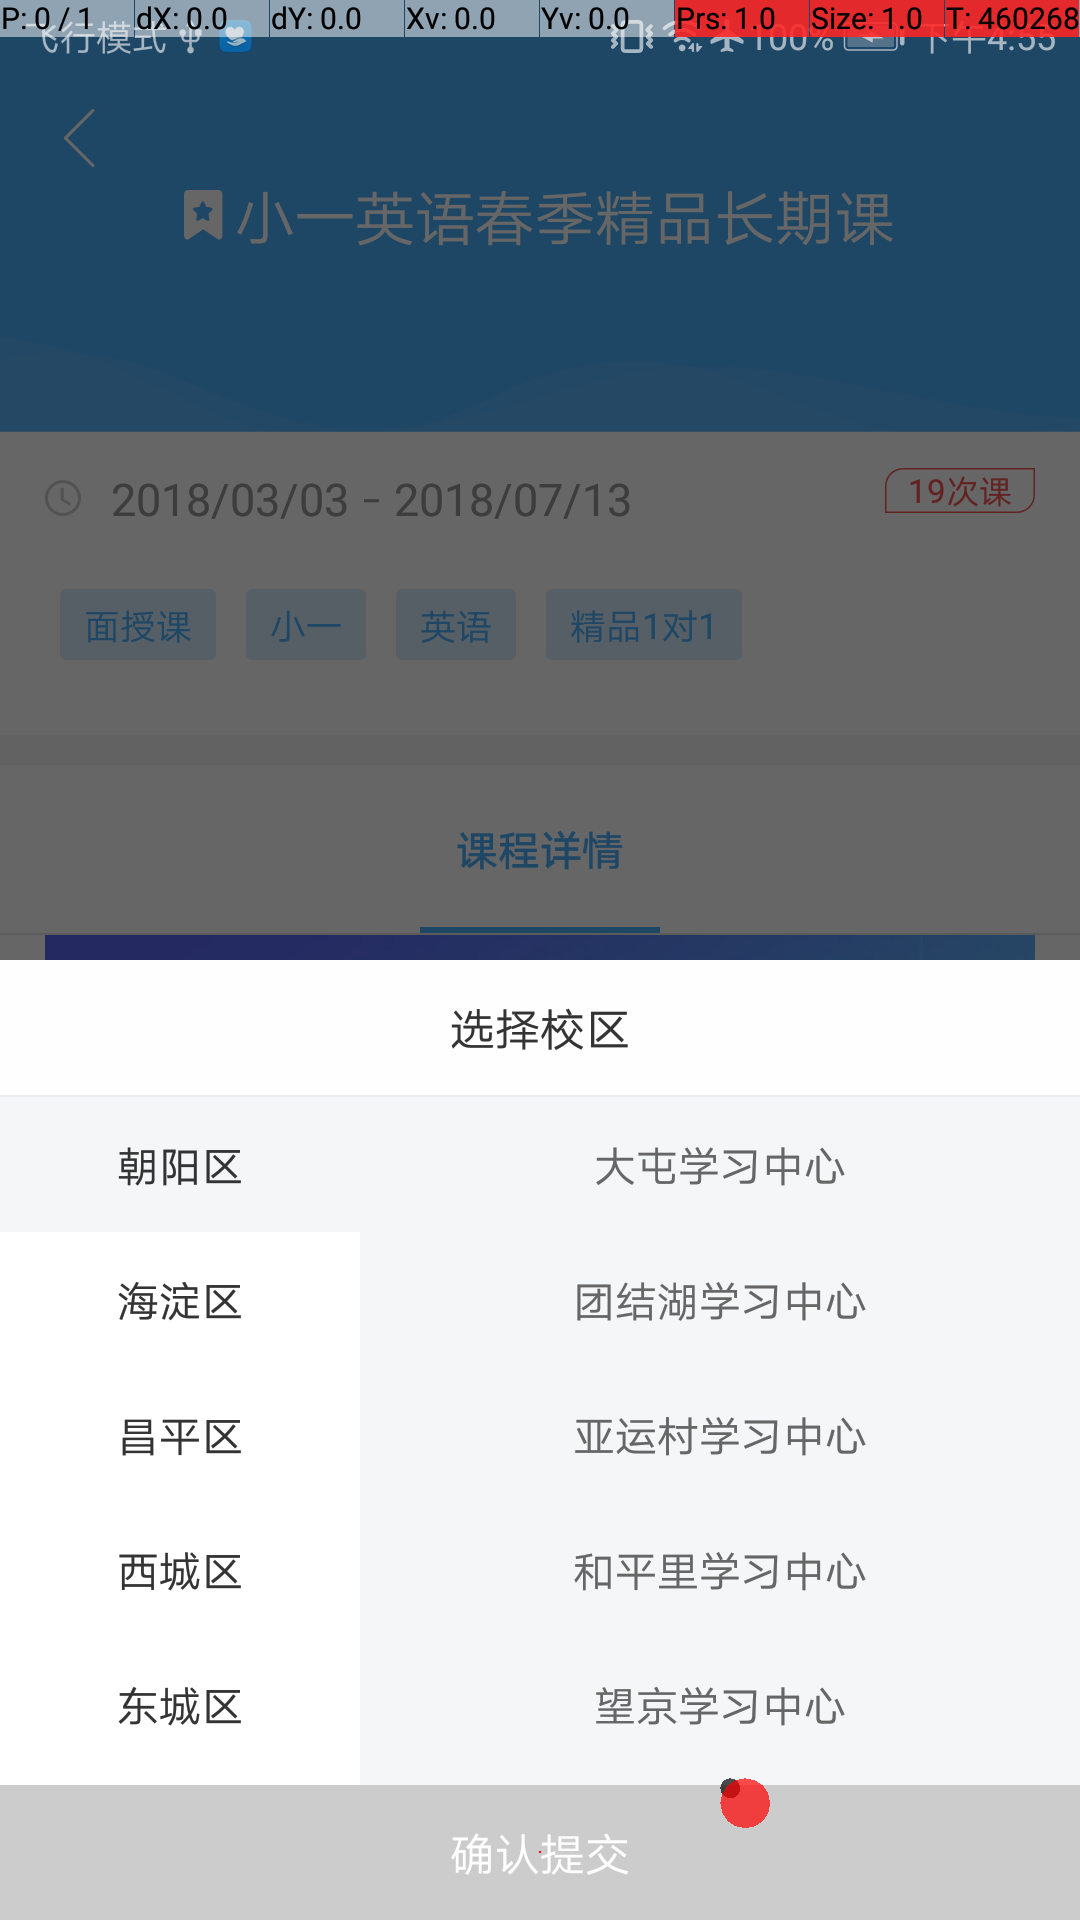 P: 0 / 1 dX: 0.0 dY: 0.0 Xv: 0.0 Yv: 0.0 Prs: 1.0 Size: 1.0 T: 460268
飞行模式 100% 下午4:55
小一英语春季精品长期课
2018/03/03 - 2018/07/13 19次课
面授课 小一 英语 精品1对1
课程详情
选择校区
朝阳区 大屯学习中心
海淀区 团结湖学习中心
昌平区 亚运村学习中心
西城区 和平里学习中心
东城区 望京学习中心
确认提交